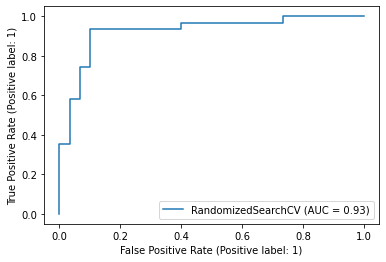 1.0
0.8
0.6
0.4
0.2
0.0
True Positive Rate (Positive label: 1)
RandomizedSearchCV (AUC = 0.93)
0.0 0.2 0.4 0.6 0.8 1.0
False Positive Rate (Positive label: 1)